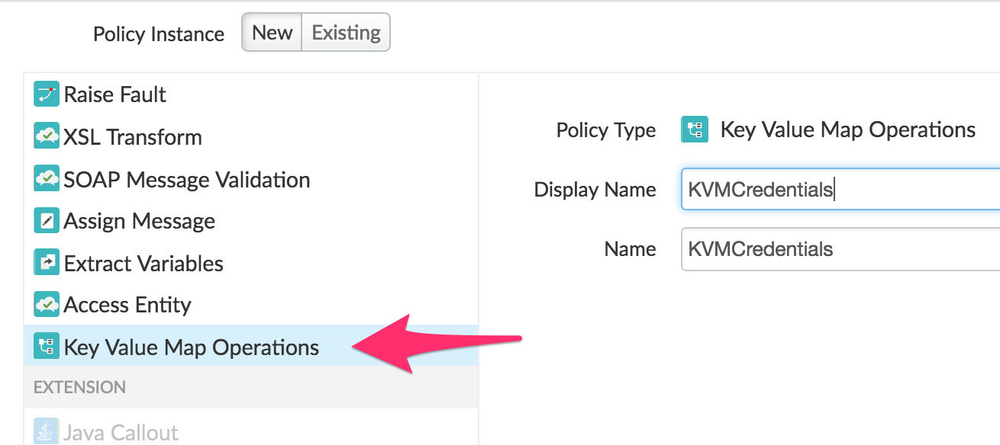 Policy Instance New Existing
Raise Fault
XSL Transform
SOAP Message Validation
Assign Message
Extract Variables
Access Entity
Key Value Map Operations
EXTENSION
Java Callout
Policy Type Key Value Map Operations
Display Name KVMCredentials
Name KVMCredentials